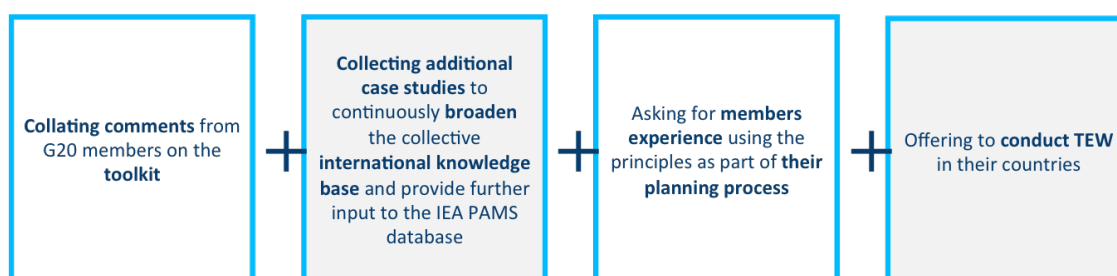 Collating comments from
G20 members on the
toolkit
+
Collecting additional
case studies to
continuously broaden
the collective
international knowledge
base and provide further
input to the IEA PAMS
database
+
Asking for members
experience using the
principles as part of their
planning process
+
Offering to conduct TEW
in their countries